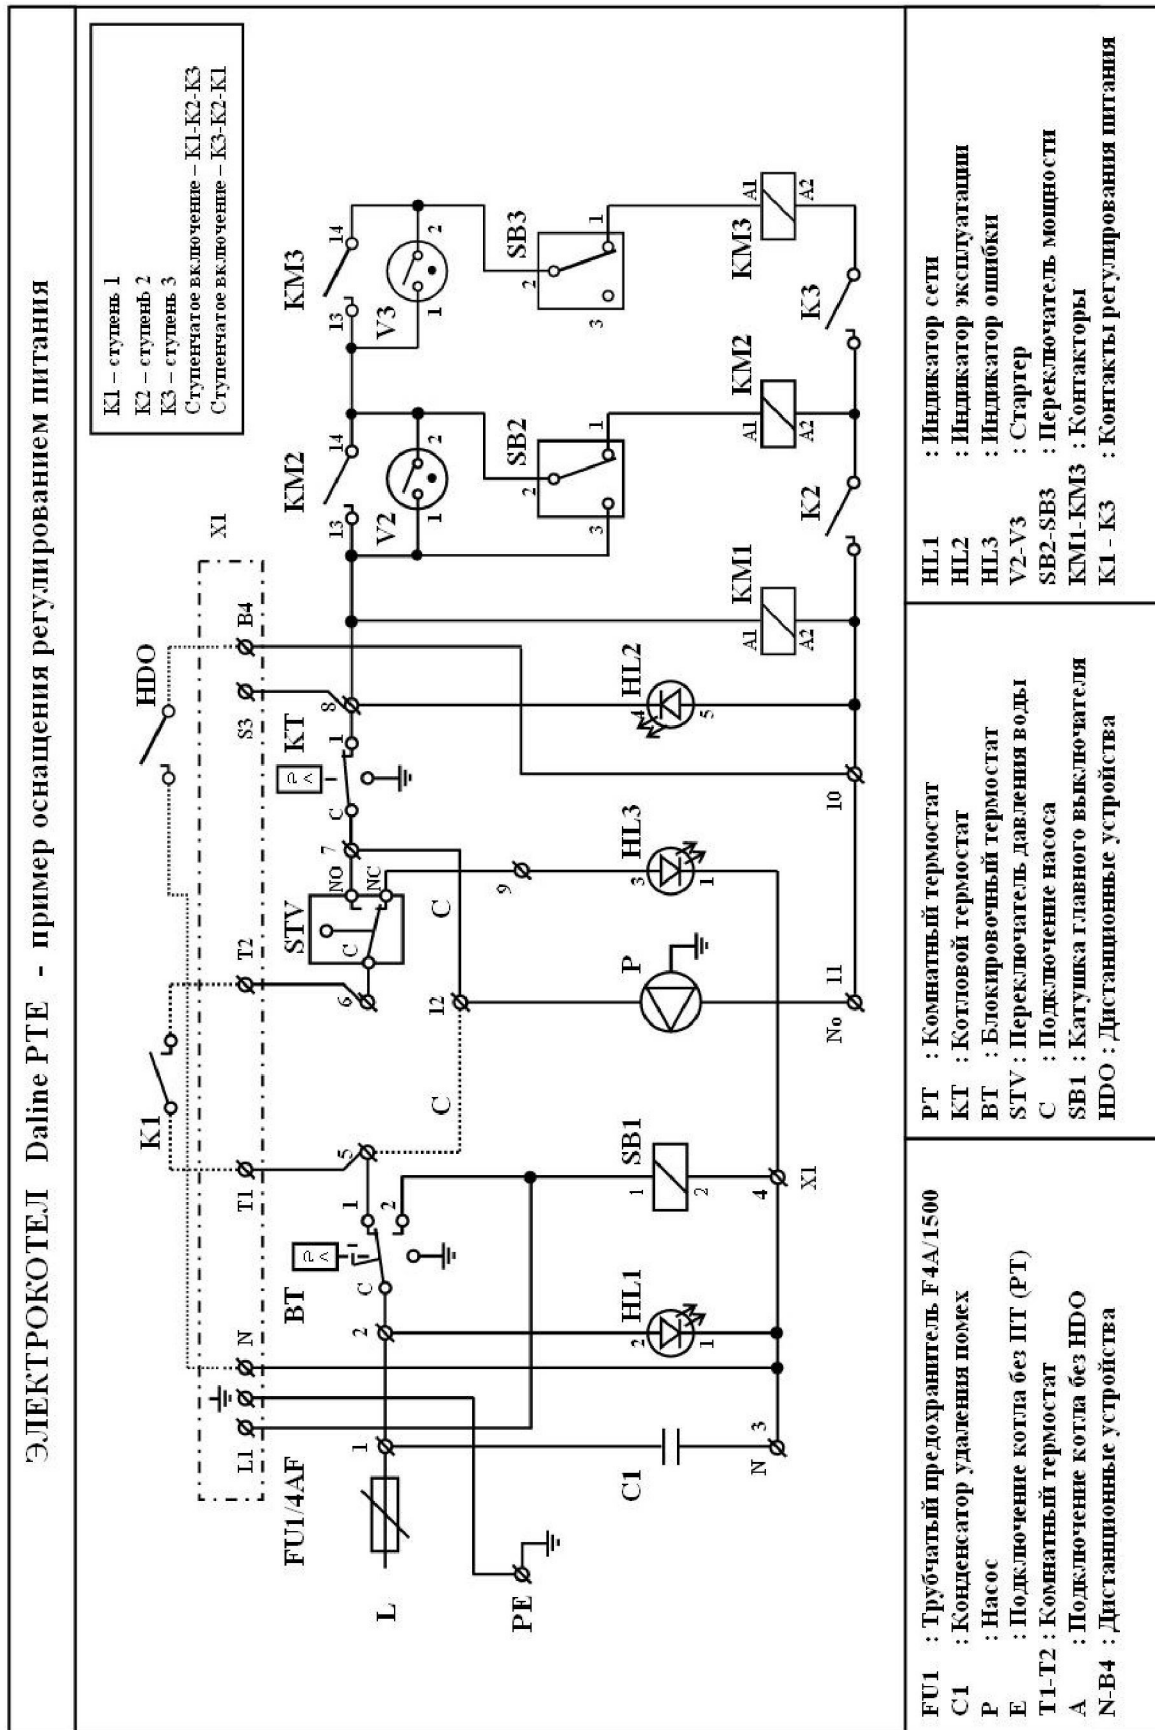 ЭЛЕКТРОКОТЕЛ Daline PTE - пример оснащения регулированием питания
K1 – ступень 1
K2 – ступень 2
K3 – ступень 3
Ступенчатое включение – K1-K2-K3
Ступенчатое включение – K3-K2-K1
K1
HDO
X1
L1
N
T1
T2
S3
B4
FU1/4AF
BT
STV
KT
KM2
KM3
L
1
2
C
1
2
5
6
C
NO
NC
7
C
1
8
13
14
13
14
V2
1
2
V3
1
2
PE
12
C
C
9
SB2
2
1
3
SB3
2
1
3
C1
HL1
2
1
SB1
1
2
P
HL3
3
1
HL2
4
5
KM1
A1
A2
KM2
A1
A2
KM3
A1
A2
N
3
4
X1
No
11
10
K2
K3
FU1 : Трубчатый предохранитель F4A/1500
C1 : Конденсатор удаления помех
P : Насос
E : Подключение котла без ПТ (PT)
T1-T2 : Комнатный термостат
A : Подключение котла без HDO
N-B4 : Дистанционные устройства
PT : Комнатный термостат
KT : Котловой термостат
BT : Блокировочный термостат
STV : Переключатель давления воды
C : Подключение насоса
SB1 : Катушка главного выключателя
HDO : Дистанционные устройства
HL1 : Индикатор сети
HL2 : Индикатор эксплуатации
HL3 : Индикатор ошибки
V2-V3 : Стартер
SB2-SB3 : Переключатель мощности
KM1-KM3 : Контакторы
K1 - K3 : Контакты регулирования питания